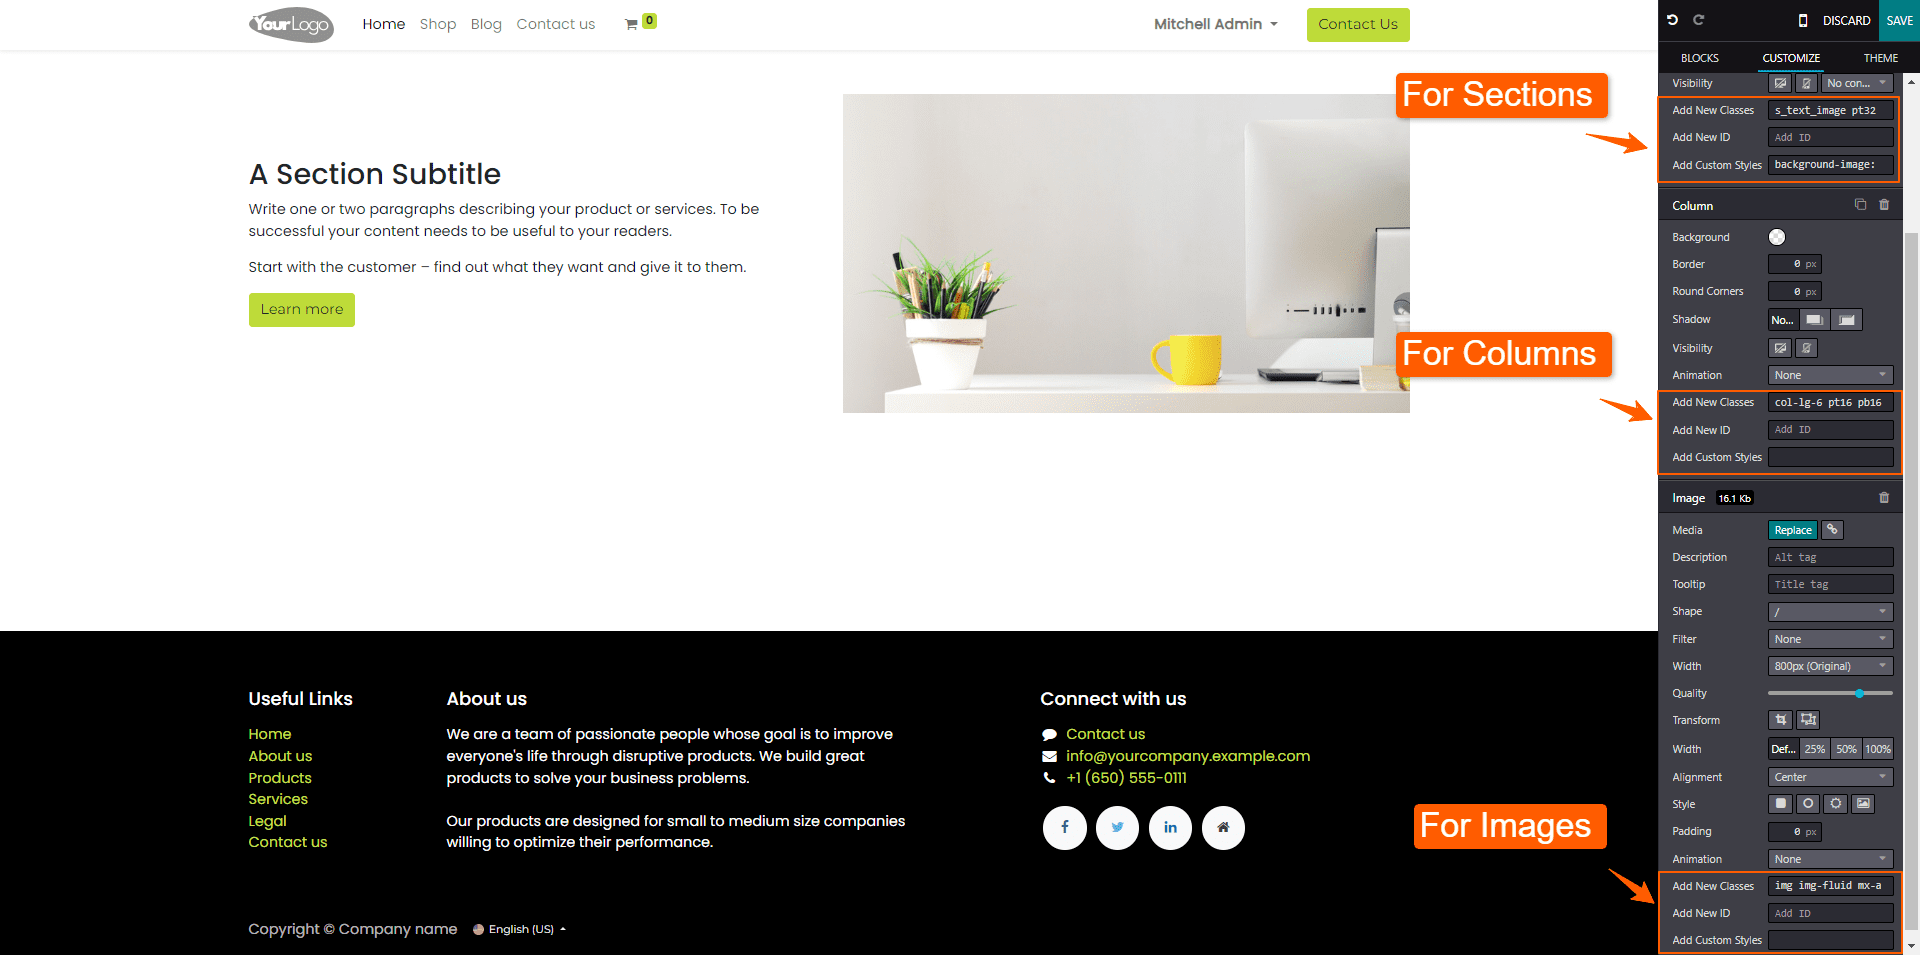 YourLogo
Home Shop Blog Contact us 0 Mitchell Admin Contact Us
DISCARD SAVE
BLOCKS CUSTOMIZE THEME
Visibility No con...
For Sections
Add New Classes s_text_image pt32
Add New ID Add ID
Add Custom Styles background-image:
A Section Subtitle
Write one or two paragraphs describing your product or services. To be
successful your content needs to be useful to your readers.
Start with the customer – find out what they want and give it to them.
Learn more
Column
Background
Border 0 px
Round Corners 0 px
Shadow No...
Visibility
For Columns
Animation None
Add New Classes col-lg-6 pt16 pb16
Add New ID Add ID
Add Custom Styles
Image 16.1 Kb
Media Replace
Description Alt tag
Tooltip Title tag
Shape /
Filter None
Width 800px (Original)
Quality
Transform
Width Def... 25% 50% 100%
Alignment Center
Style
Padding 0 px
For Images
Animation None
Add New Classes img img-fluid mx-a
Add New ID Add ID
Add Custom Styles
Useful Links
Home
About us
Products
Services
Legal
Contact us
About us
We are a team of passionate people whose goal is to improve
everyone's life through disruptive products. We build great
products to solve your business problems.
Our products are designed for small to medium size companies
willing to optimize their performance.
Connect with us
Contact us
info@yourcompany.example.com
+1 (650) 555-0111
Copyright © Company name English (US)